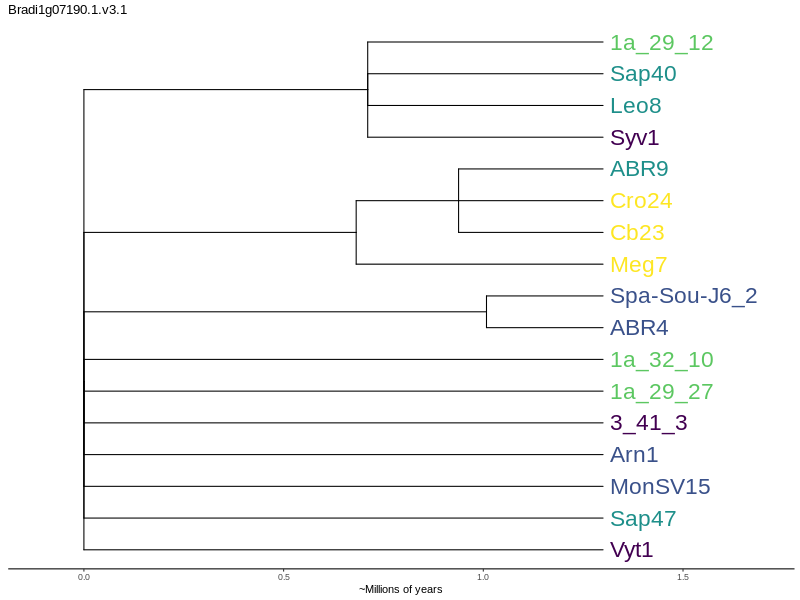 Bradi1g07190.1.v3.1
1a_29_12
Sap40
Leo8
Syv1
ABR9
Cro24
Cb23
Meg7
Spa-Sou-J6_2
ABR4
1a_32_10
1a_29_27
3_41_3
Arn1
MonSV15
Sap47
Vyt1
0.0 0.5 1.0 1.5
~Millions of years